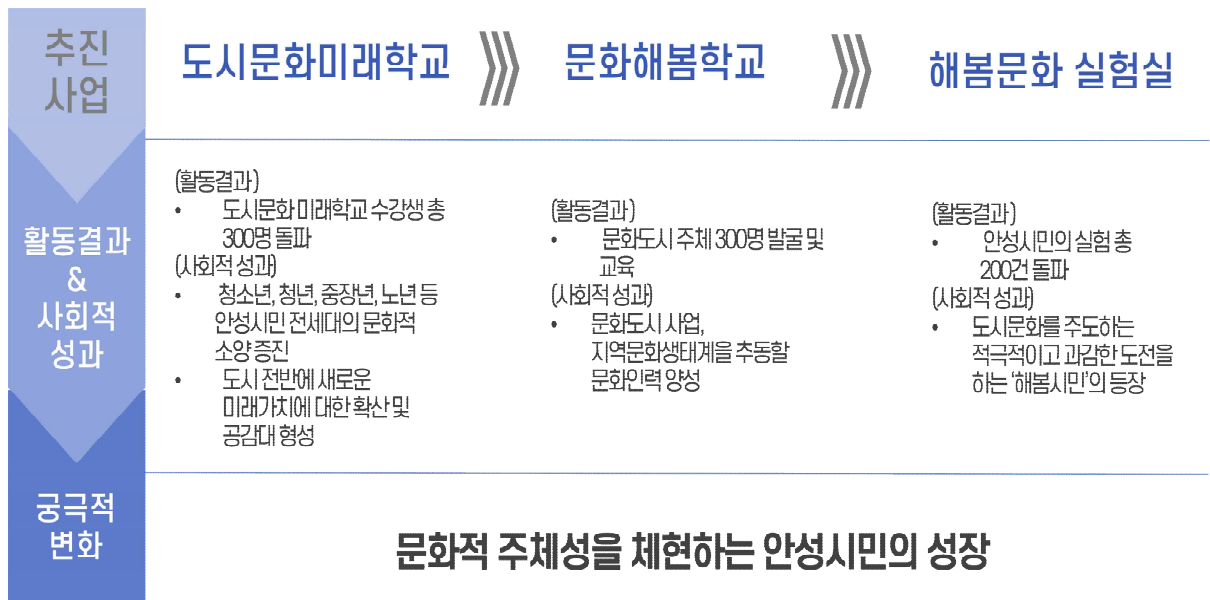 추진
사업
도시문화미래학교
문화해봄학교
해봄문화 실험실
활동결과
&
사회적
성과
(활동결과)
• 도시문화 미래학교 수강생 총
300명 돌파
(사회적 성과)
• 청소년, 청년, 중장년, 노년 등
안성시민 전세대의 문화적
소양 증진
• 도시 전반에 새로운
미래가치에 대한 확산 및
공감대 형성
(활동결과)
• 문화도시 주체 300명 발굴 및
교육
(사회적 성과)
• 문화도시 사업,
지역문화생태계을 추동할
문화인력 양성
(활동결과)
• 안성시민의 실험 총
200건 돌파
(사회적 성과)
• 도시문화를 주도하는
적극적이고 과감한 도전을
하는 ‘해봄시민’의 등장
궁극적
변화
문화적 주체성을 체현하는 안성시민의 성장